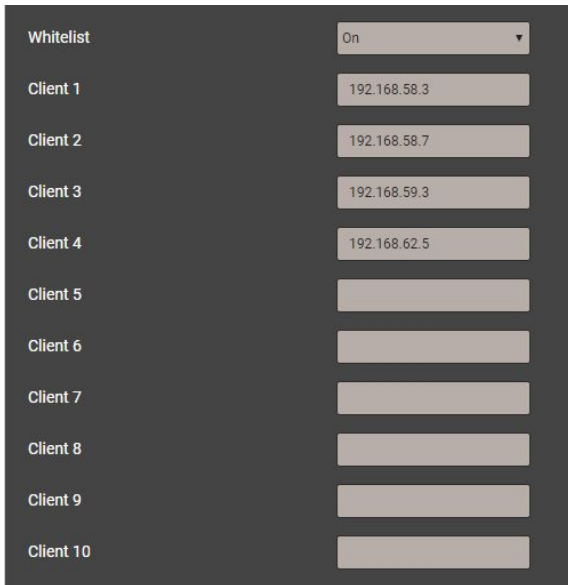 Whitelist On
Client 1 192.168.58.3
Client 2 192.168.58.7
Client 3 192.168.59.3
Client 4 192.168.62.5
Client 5
Client 6
Client 7
Client 8
Client 9
Client 10